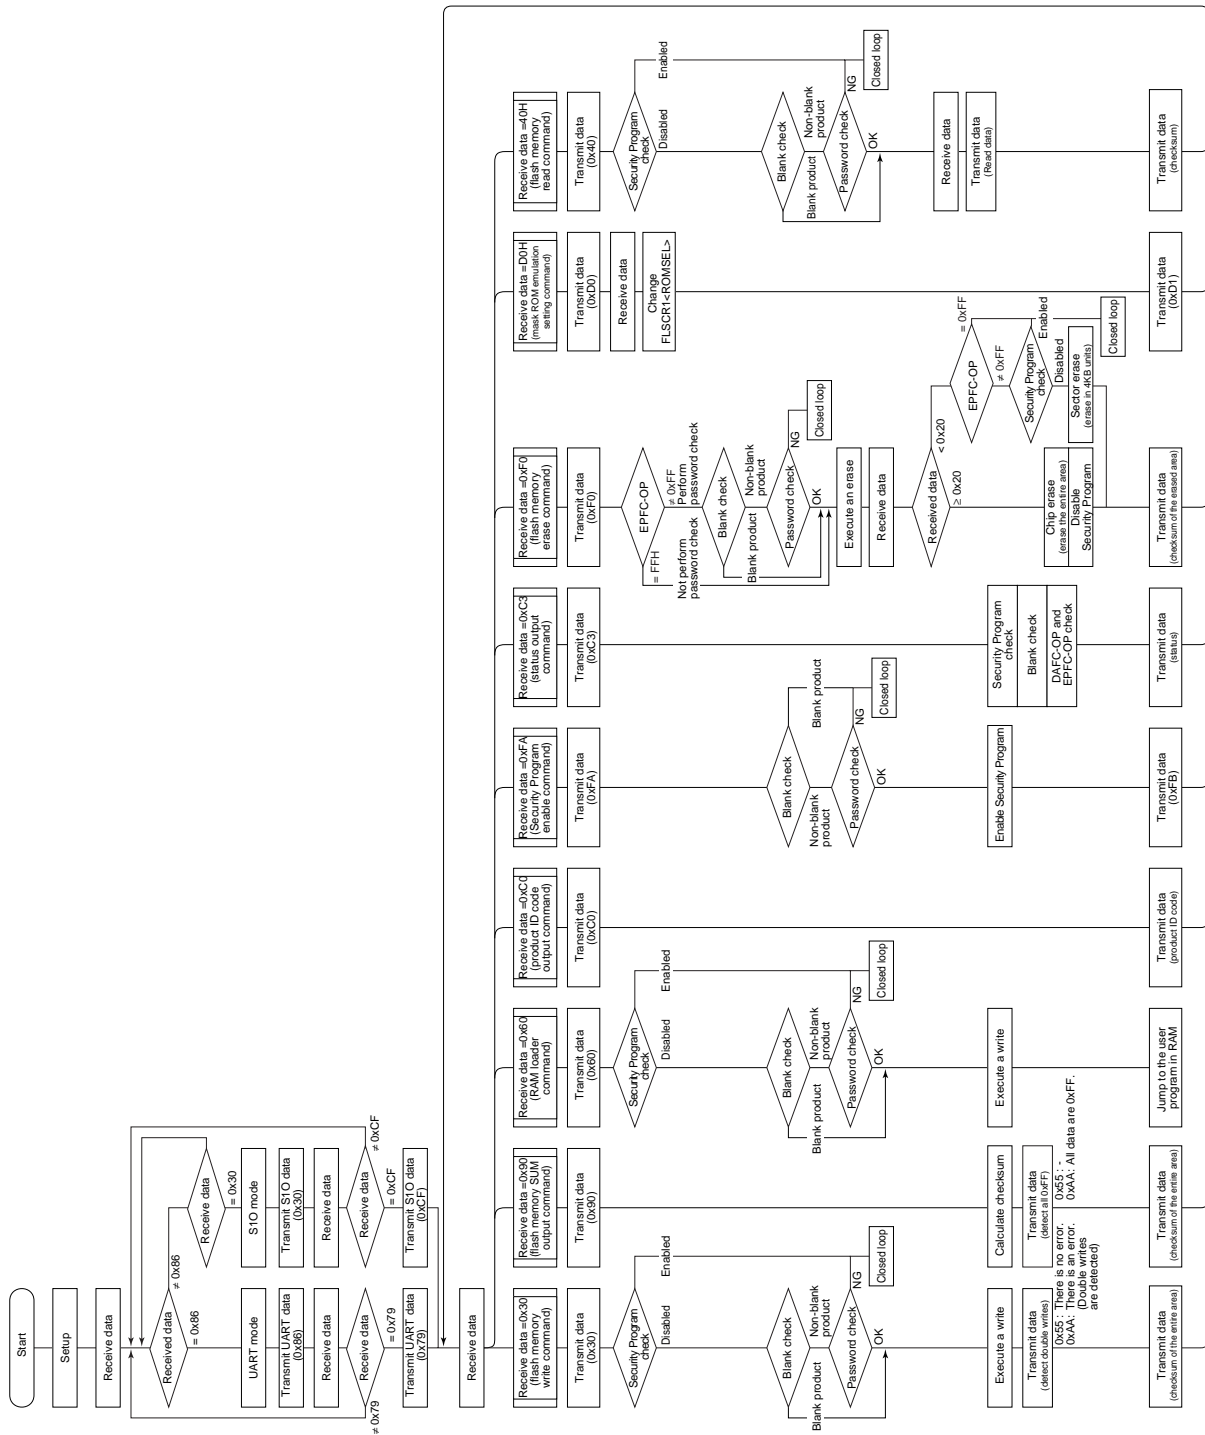 Start
Setup
Receive data
Received data
≠ 0x86
= 0x86
Receive data
= 0x30
UART mode
S1O mode
Transmit UART data
(0x86)
Transmit S1O data
(0x30)
Receive data
Receive data
Receive data
≠ 0x79
= 0x79
Receive data
≠ 0xCF
= 0xCF
Transmit UART data
(0x79)
Transmit S1O data
(0xCF)
Receive data
Receive data =0x30
(flash memory
write command)
Transmit data
(0x30)
Security Program
check
Enabled
Disabled
Blank check
Non-blank
product
Blank product
Password check
NG
OK
Closed loop
Execute a write
Transmit data
(detect double writes)
0x55 : There is no error.
0xAA: There is an error.
(Double writes
are detected)
Transmit data
(checksum of the entire area)
Receive data =0x90
(flash memory SUM
output command)
Transmit data
(0x90)
Calculate checksum
Transmit data
(detect all 0xFF)
0x55 : -
0xAA: All data are 0xFF.
Transmit data
(checksum of the entire area)
Receive data =0x60
(RAM loader
command)
Transmit data
(0x60)
Security Program
check
Enabled
Disabled
Blank check
Non-blank
product
Blank product
Password check
NG
OK
Closed loop
Execute a write
Jump to the user
program in RAM
Receive data =0xC0
(product ID code
output command)
Transmit data
(0xC0)
Transmit data
(product ID code)
Receive data =0xFA
(Security Program
enable command)
Transmit data
(0xFA)
Blank check
Blank product
Non-blank
product
Password check
NG
OK
Closed loop
Enable Security Program
Transmit data
(0xFB)
Receive data =0xC3
(status output
command)
Transmit data
(0xC3)
Security Program
check
Blank check
DAFC-OP and
EPFC-OP check
Transmit data
(status)
Receive data =0xF0
(flash memory
erase command)
Transmit data
(0xF0)
EPFC-OP
= FFH
≠ 0xFF
Perform
password check
Not perform
password check
Blank check
Non-blank
product
Blank product
Password check
NG
OK
Closed loop
Execute an erase
Receive data
Received data
< 0x20
≥ 0x20
EPFC-OP
= 0xFF
≠ 0xFF
Security Program
check
Enabled
Disabled
Closed loop
Chip erase
(erase the entire area)
Disable
Security Program
Sector erase
(erase in 4KB units)
Transmit data
(checksum of the erased area)
Receive data =D0H
(mask ROM emulation
setting command)
Transmit data
(0xD0)
Receive data
Change
FLSCR1<ROMSEL>
Transmit data
(0xD1)
Receive data =40H
(flash memory
read command)
Transmit data
(0x40)
Security Program
check
Enabled
Disabled
Blank check
Non-blank
product
Blank product
Password check
NG
OK
Closed loop
Receive data
Transmit data
(Read data)
Transmit data
(checksum)